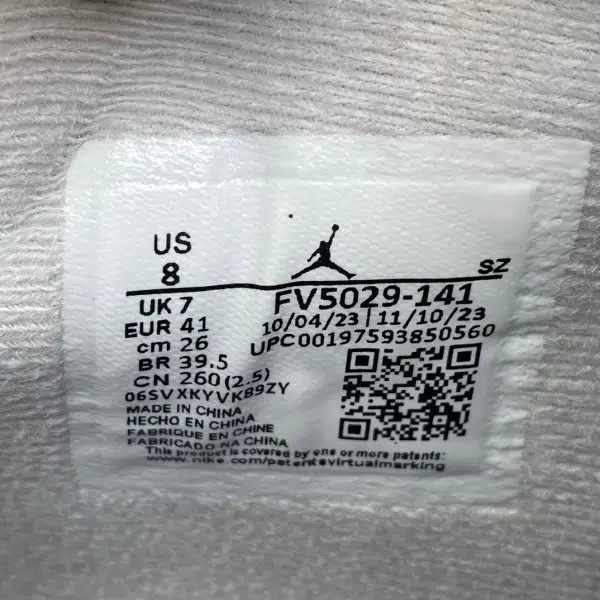 US
8
SZ
UK 7
EUR 41
cm 26
BR 39.5
CN 260 (2.5)
06SVXKYVK89ZY
FV5029-141
10/04/23 | 11/10/23
UPC00197593850560
MADE IN CHINA
HECHO EN CHINA
FABRIQUE EN CHINE
FABRICADO NA CHINA
This product is covered by one or more patents:
www.nike.com/patentsvirtualmarking